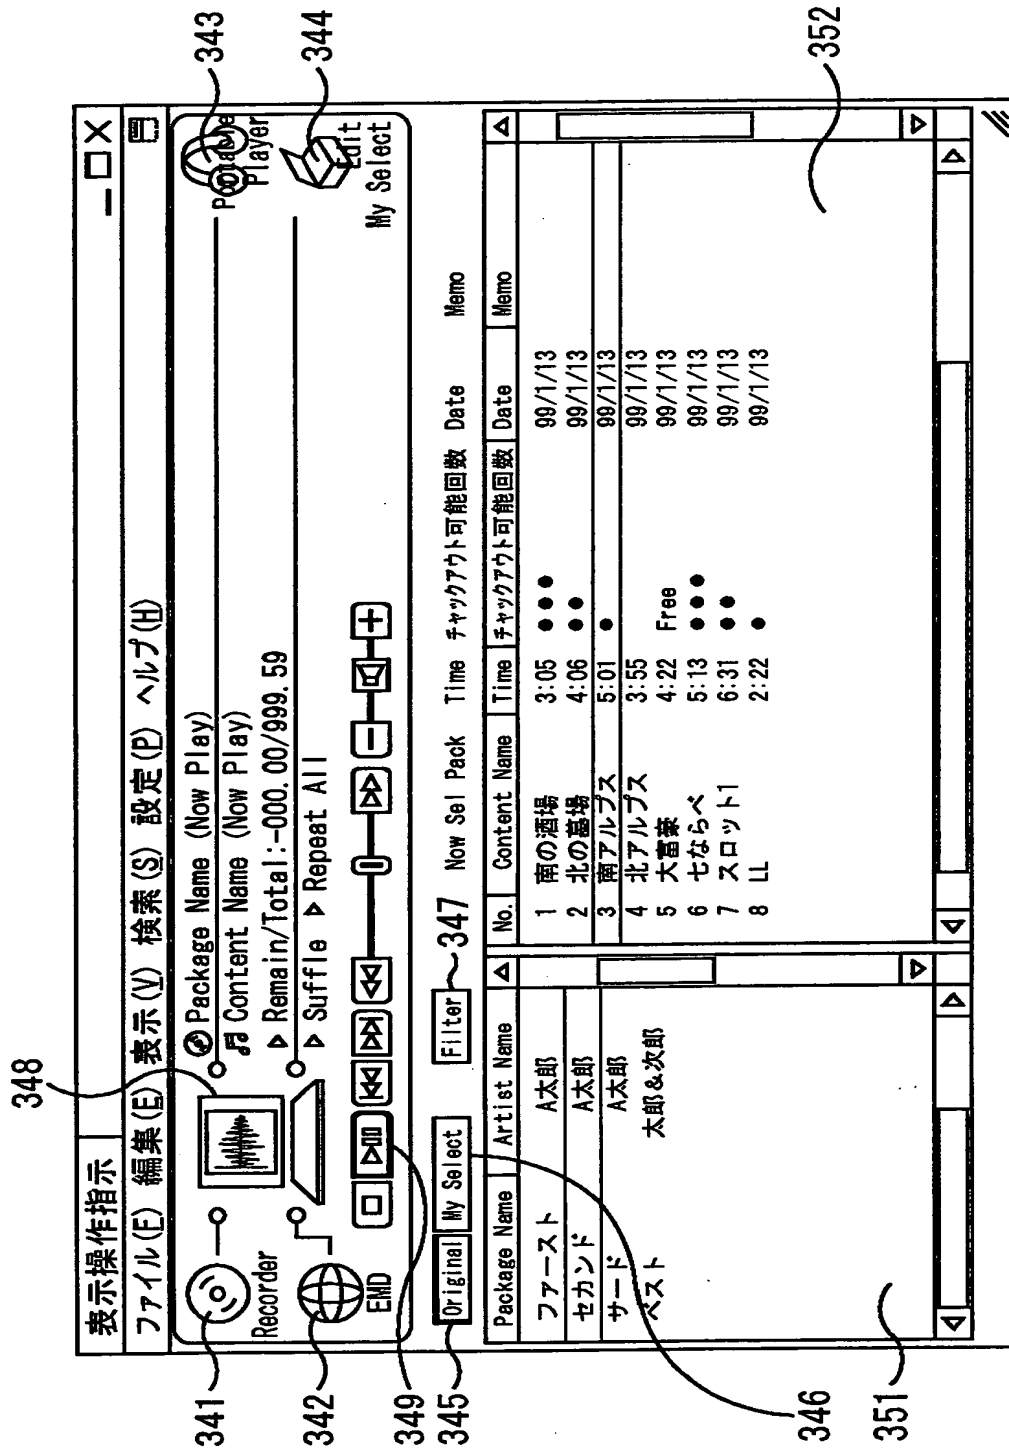 表示操作指示
ファイル(F) 編集(E) 表示(V) 検索(S) 設定(P) ヘルプ(H)
341
Recorder
342
EMD
348
Package Name (Now Play)
Content Name (Now Play)
Remain/Total:-000.00/999.59
Suffle Repeat All
343
Portable
Player
344
Edit
My Select
349
345
Original My Select Filter 347 Now Sel Pack Time チャックアウト可能回数 Date Memo
346
Package Name Artist Name
ファースト A太郎
セカンド A太郎
サード A太郎
ベスト 太郎&次郎
351
No. Content Name Time チャックアウト可能回数 Date Memo
1 南の酒場 3:05 ●●● 99/1/13
2 北の墓場 4:06 ●● 99/1/13
3 南アルプス 5:01 ● 99/1/13
4 北アルプス 3:55 99/1/13
5 大富豪 4:22 Free 99/1/13
6 七ならべ 5:13 ●●● 99/1/13
7 スロット1 6:31 ●● 99/1/13
8 LL 2:22 ● 99/1/13
352